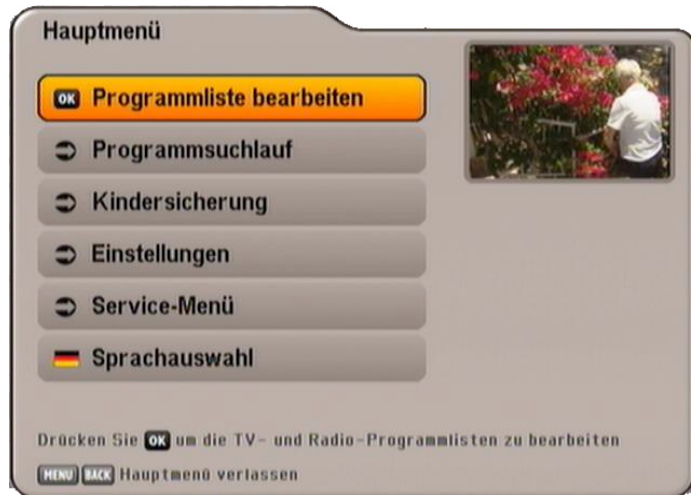 Hauptmenü
OK Programmliste bearbeiten
Programmsuchlauf
Kindersicherung
Einstellungen
Service-Menü
Sprachauswahl
Drücken Sie OK um die TV- und Radio-Programmlisten zu bearbeiten
MENU BACK Hauptmenü verlassen